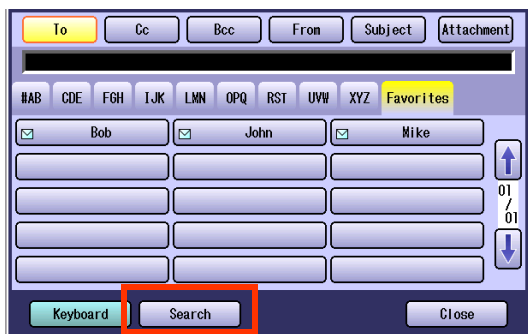 To Cc Bcc From Subject Attachment
#AB CDE FGH IJK LMN OPQ RST UVW XYZ Favorites
Bob John Mike
01
/
01
Keyboard Search Close